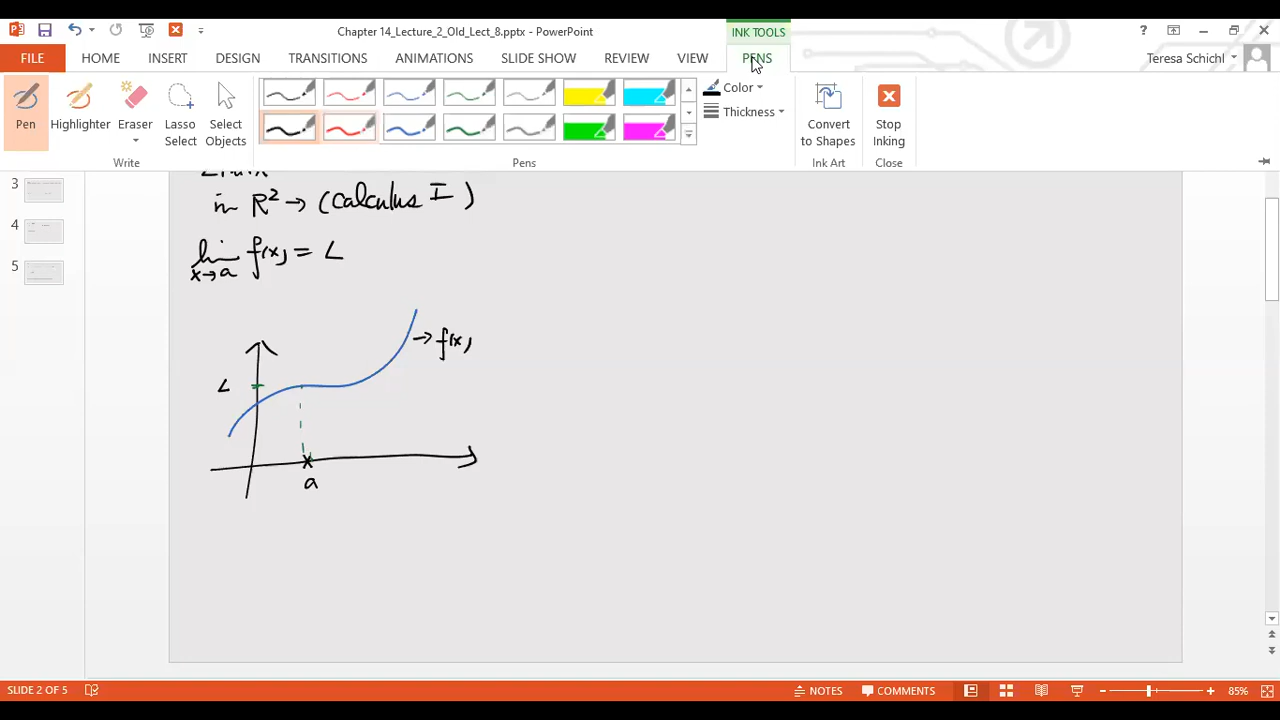 Chapter 14_Lecture_2_Old_Lect_8.pptx - PowerPoint
INK TOOLS
?
FILE HOME INSERT DESIGN TRANSITIONS ANIMATIONS SLIDE SHOW REVIEW VIEW PENS
Teresa Schichl
Pen
Highlighter
Eraser
Lasso Select
Select Objects
Color
Thickness
Convert to Shapes
Stop Inking
Write
Pens
Ink Art
Close
3
4
5
in R² → (Calculus I)
lim x→a f(x) = L
→ f(x)
L
a
SLIDE 2 OF 5
NOTES
COMMENTS
85%